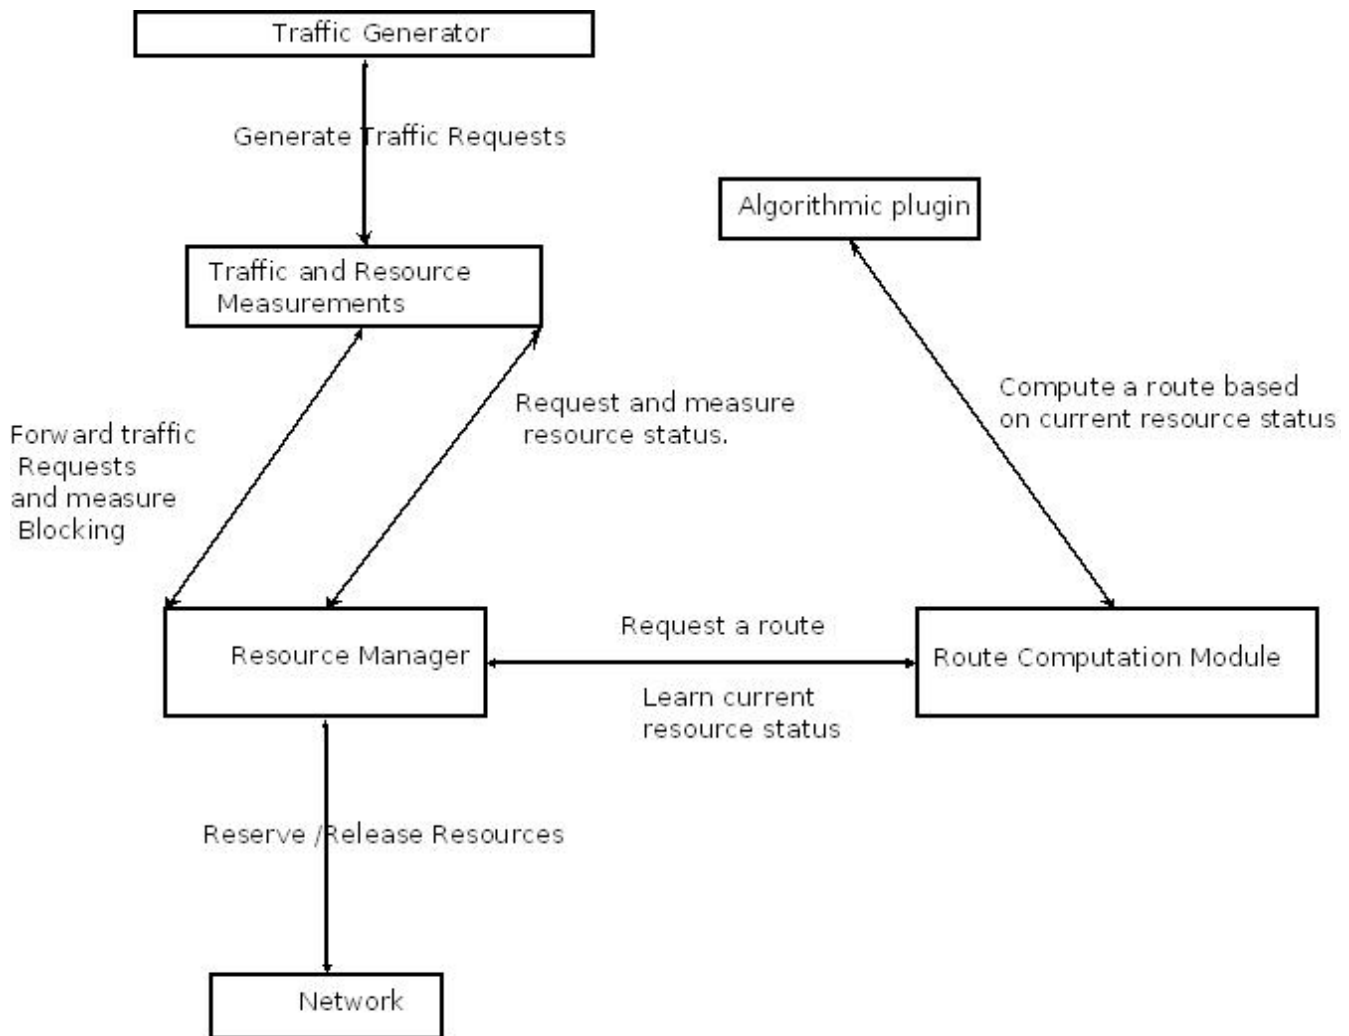 Traffic Generator
Generate Traffic Requests
Algorithmic plugin
Traffic and Resource
Measurements
Compute a route based
on current resource status
Request and measure
resource status.
Forward traffic
Requests
and measure
Blocking
Request a route
Resource Manager
Route Computation Module
Learn current
resource status
Reserve /Release Resources
Network